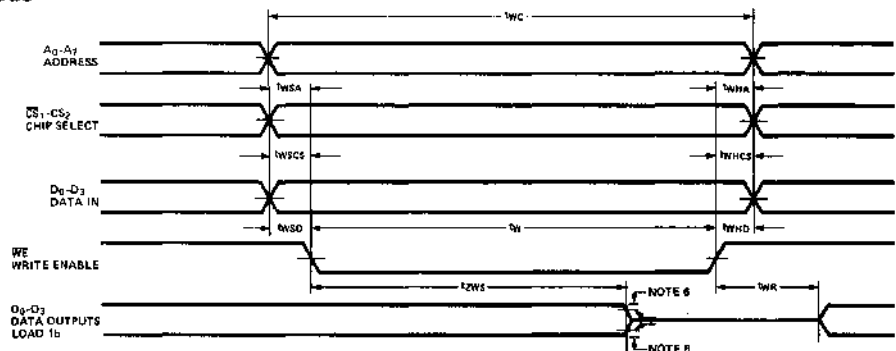 tWC
A0-A7
ADDRESS
tWSA
tWHA
CS1-CS2
CHIP SELECT
tWSCS
tWHCS
D0-D3
DATA IN
tWSD
tW
tWHD
WE
WRITE ENABLE
tZWS
NOTE 6
tWR
O0-O3
DATA OUTPUTS
LOAD 1b
NOTE 6